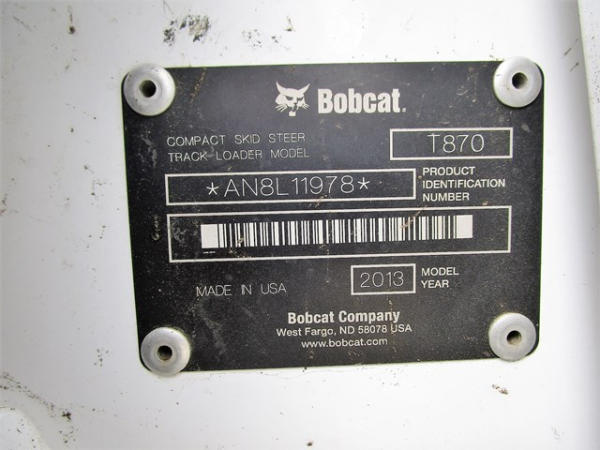 Bobcat.
COMPACT SKID STEER
TRACK-LOADER MODEL
T870
*AN8L11978*
PRODUCT
IDENTIFICATION
NUMBER
MADE IN USA
2013
MODEL
YEAR
Bobcat Company
West Fargo, ND 58078 USA
www.bobcat.com